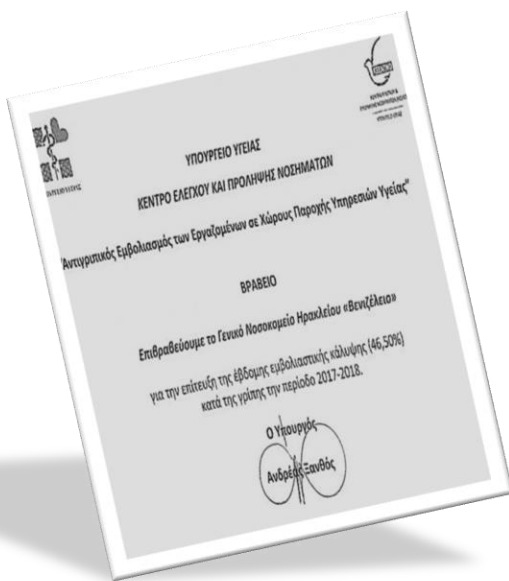 ΥΠΟΥΡΓΕΙΟ ΥΓΕΙΑΣ
ΚΕΝΤΡΟ ΕΛΕΓΧΟΥ ΚΑΙ ΠΡΟΛΗΨΗΣ ΝΟΣΗΜΑΤΩΝ
"Αντιγριπικός Εμβολιασμός των Εργαζομένων σε Χώρους Παροχής Υπηρεσιών Υγείας"
ΒΡΑΒΕΙΟ
Επιβραβεύουμε το Γενικό Νοσοκομείο Ηρακλείου «Βενιζέλειο»
για την επίτευξη της έβδομης εμβολιαστικής κάλυψης (46,50%)
κατά της γρίπης την περίοδο 2017-2018.
Ο Υπουργός
Ανδρέας Ξανθός